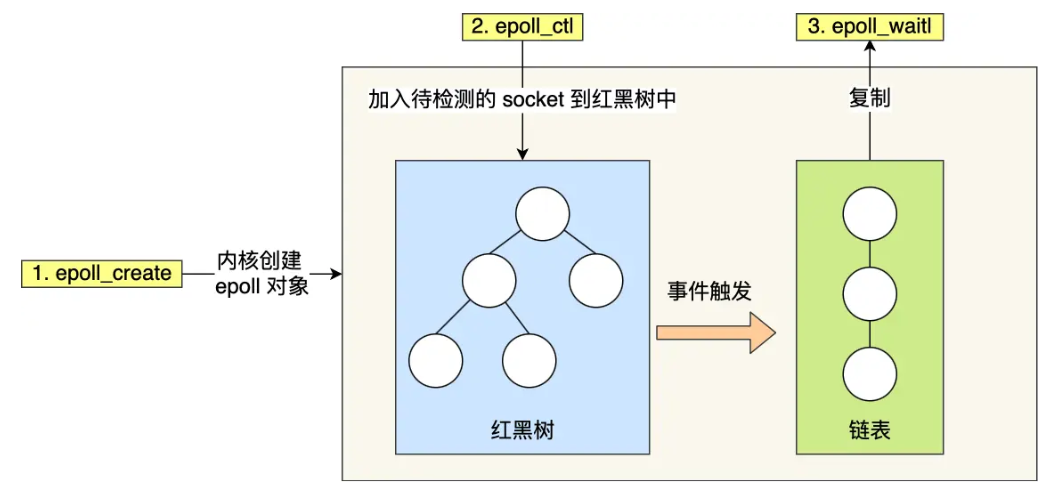 2. epoll_ctl
3. epoll_waitl
加入待检测的 socket 到红黑树中
复制
1. epoll_create
内核创建
epoll 对象
事件触发
红黑树
链表